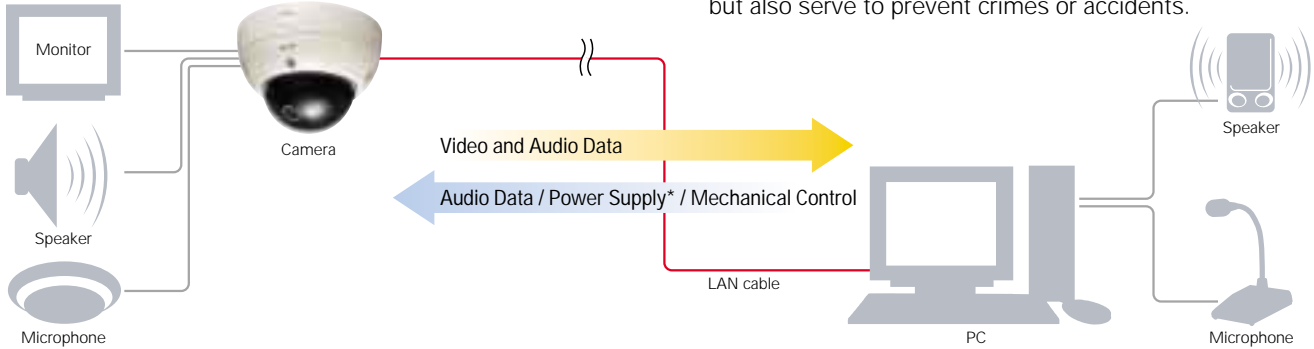 but also serve to prevent crimes or accidents.
Monitor
Camera
Speaker
Video and Audio Data
Audio Data / Power Supply* / Mechanical Control
Speaker
LAN cable
Microphone
PC
Microphone